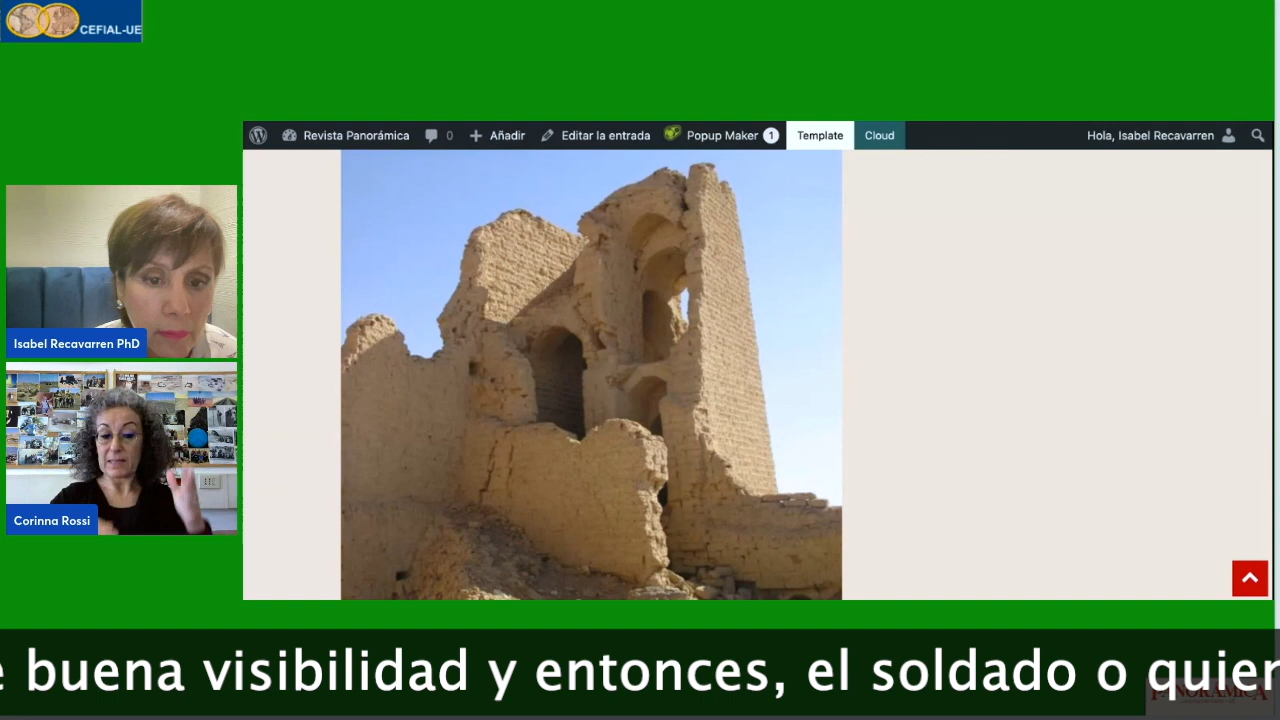 CEFIAL-UE
Revista Panorámica 0 Añadir Editar la entrada Popup Maker 1 Template Cloud Hola, Isabel Recavarren
Isabel Recavarren PhD
Corinna Rossi
e buena visibilidad y entonces, el soldado o quien
PANORÁMICA